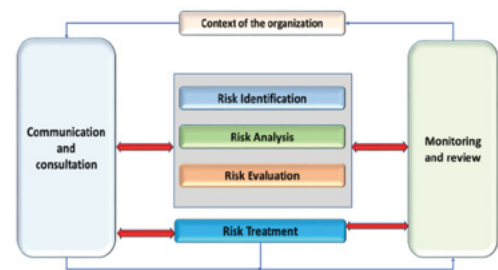 Context of the organization
Communication
and
consultation
Risk Identification
Risk Analysis
Risk Evaluation
Risk Treatment
Monitoring
and review